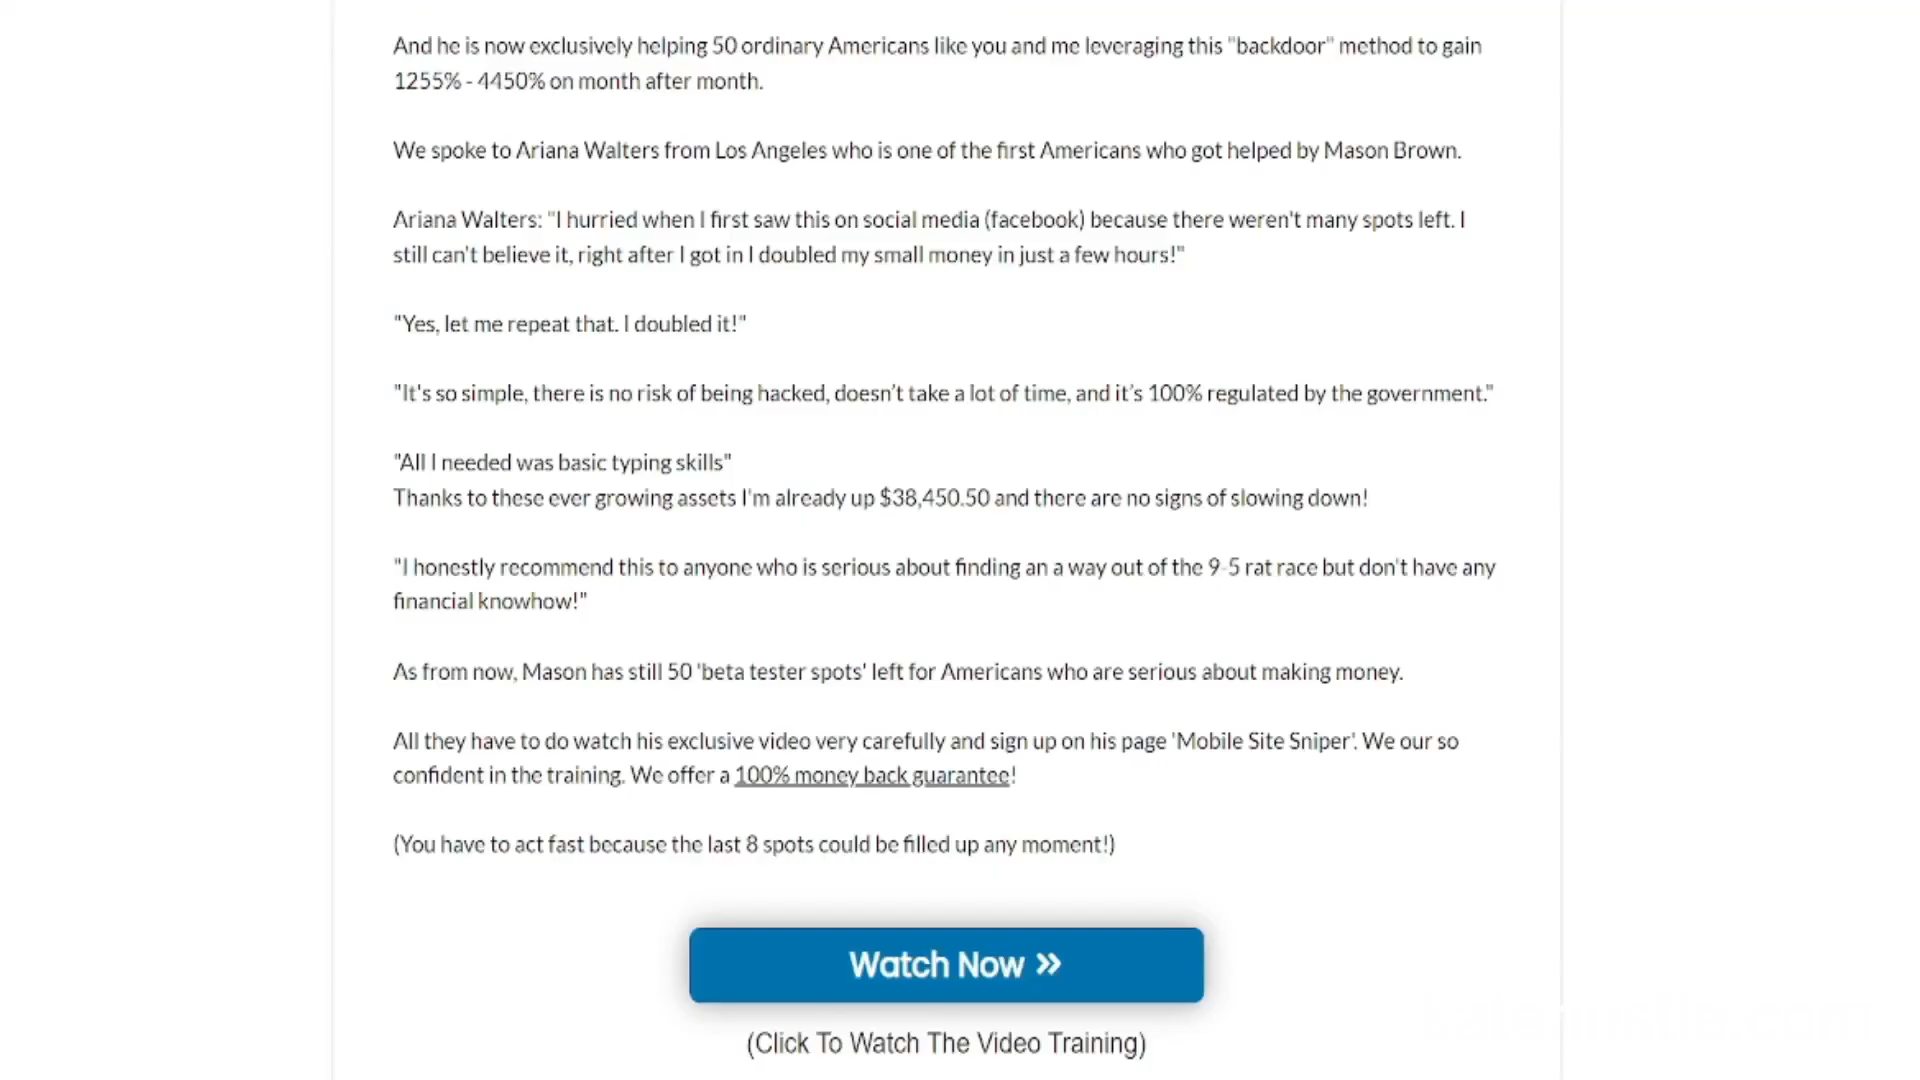 And he is now exclusively helping 50 ordinary Americans like you and me leveraging this "backdoor" method to gain
1255% - 4450% on month after month.
We spoke to Ariana Walters from Los Angeles who is one of the first Americans who got helped by Mason Brown.
Ariana Walters: "I hurried when I first saw this on social media (facebook) because there weren't many spots left. I
still can't believe it, right after I got in I doubled my small money in just a few hours!"
"Yes, let me repeat that. I doubled it!"
"It's so simple, there is no risk of being hacked, doesn’t take a lot of time, and it’s 100% regulated by the government."
"All I needed was basic typing skills"
Thanks to these ever growing assets I'm already up $38,450.50 and there are no signs of slowing down!
"I honestly recommend this to anyone who is serious about finding an a way out of the 9-5 rat race but don't have any
financial knowhow!"
As from now, Mason has still 50 'beta tester spots' left for Americans who are serious about making money.
All they have to do watch his exclusive video very carefully and sign up on his page 'Mobile Site Sniper'. We our so
confident in the training. We offer a 100% money back guarantee!
(You have to act fast because the last 8 spots could be filled up any moment!)
Watch Now »
(Click To Watch The Video Training)